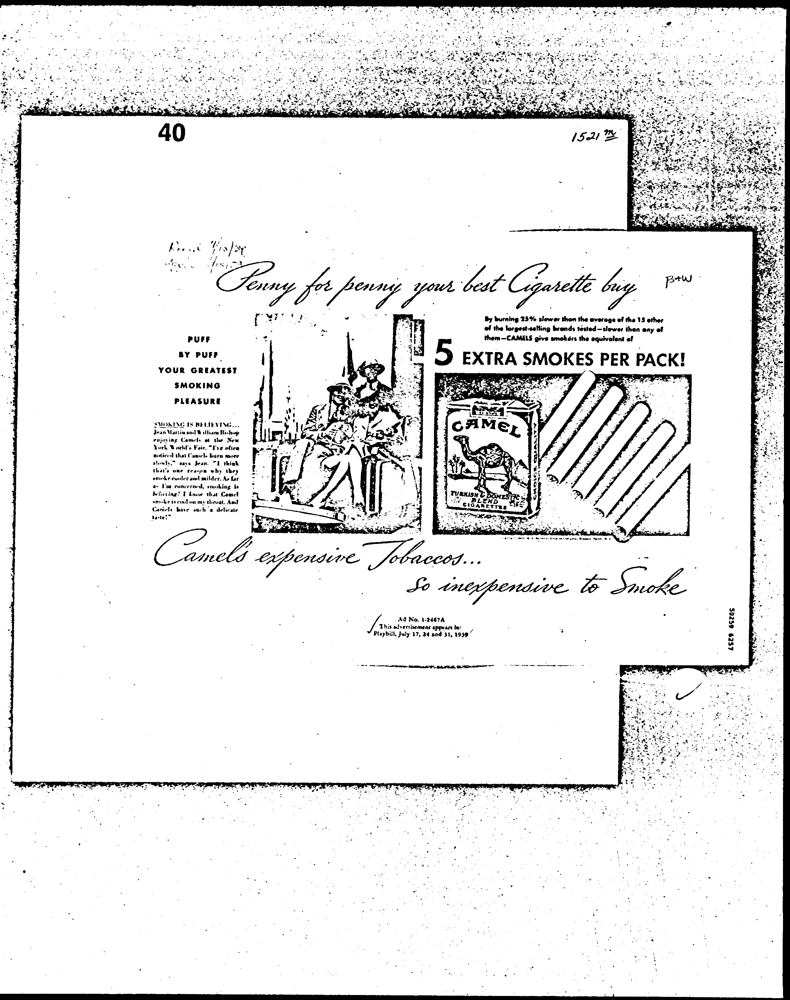 40
1521
Penny for penny your best Cigarette buy
B+W
By burning 25% slower than the average of the 15 other
of the largest-selling brands tested—slower than any of
them—CAMELS give smokers the equivalent of
5 EXTRA SMOKES PER PACK!
PUFF
BY PUFF
YOUR GREATEST
SMOKING
PLEASURE
SMOKING IS BELIEVING...
Jean Martin and William Bishop
enjoying Camels at the New
York World's Fair. "I've often
noticed that Camels burn more
slowly," says Jean. "I think
that's one reason why they
smoke cooler and milder. As far
as I'm concerned, smoking is
believing! I know that Camel
smoke is cool on my throat. And
Camels have such a delicate
taste!"
CAMEL
TURKISH & DOMESTIC
BLEND
CIGARETTES
Camel's expensive Tobaccos...
So inexpensive to Smoke
Ad No. 1-2467A
This advertisement appears in:
Playbill, July 17, 24 and 31, 1939
50259 6257